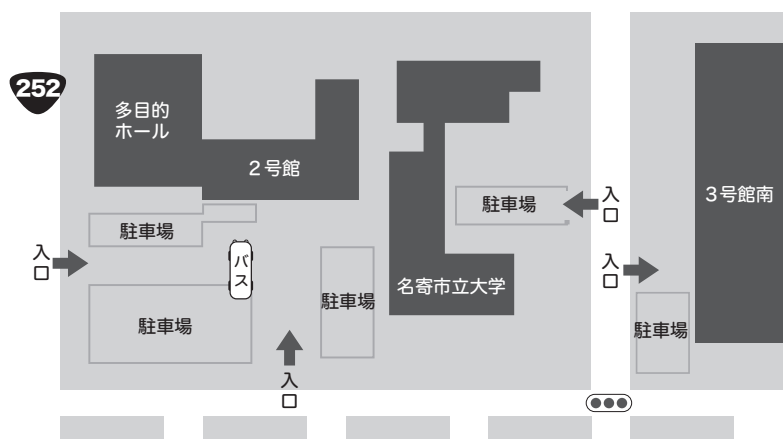 252
多目的
ホール
2号館
駐車場
入
口
バ
ス
駐車場
入
口
駐車場
名寄市立大学
駐車場
入
口
入
口
駐車場
3号館南